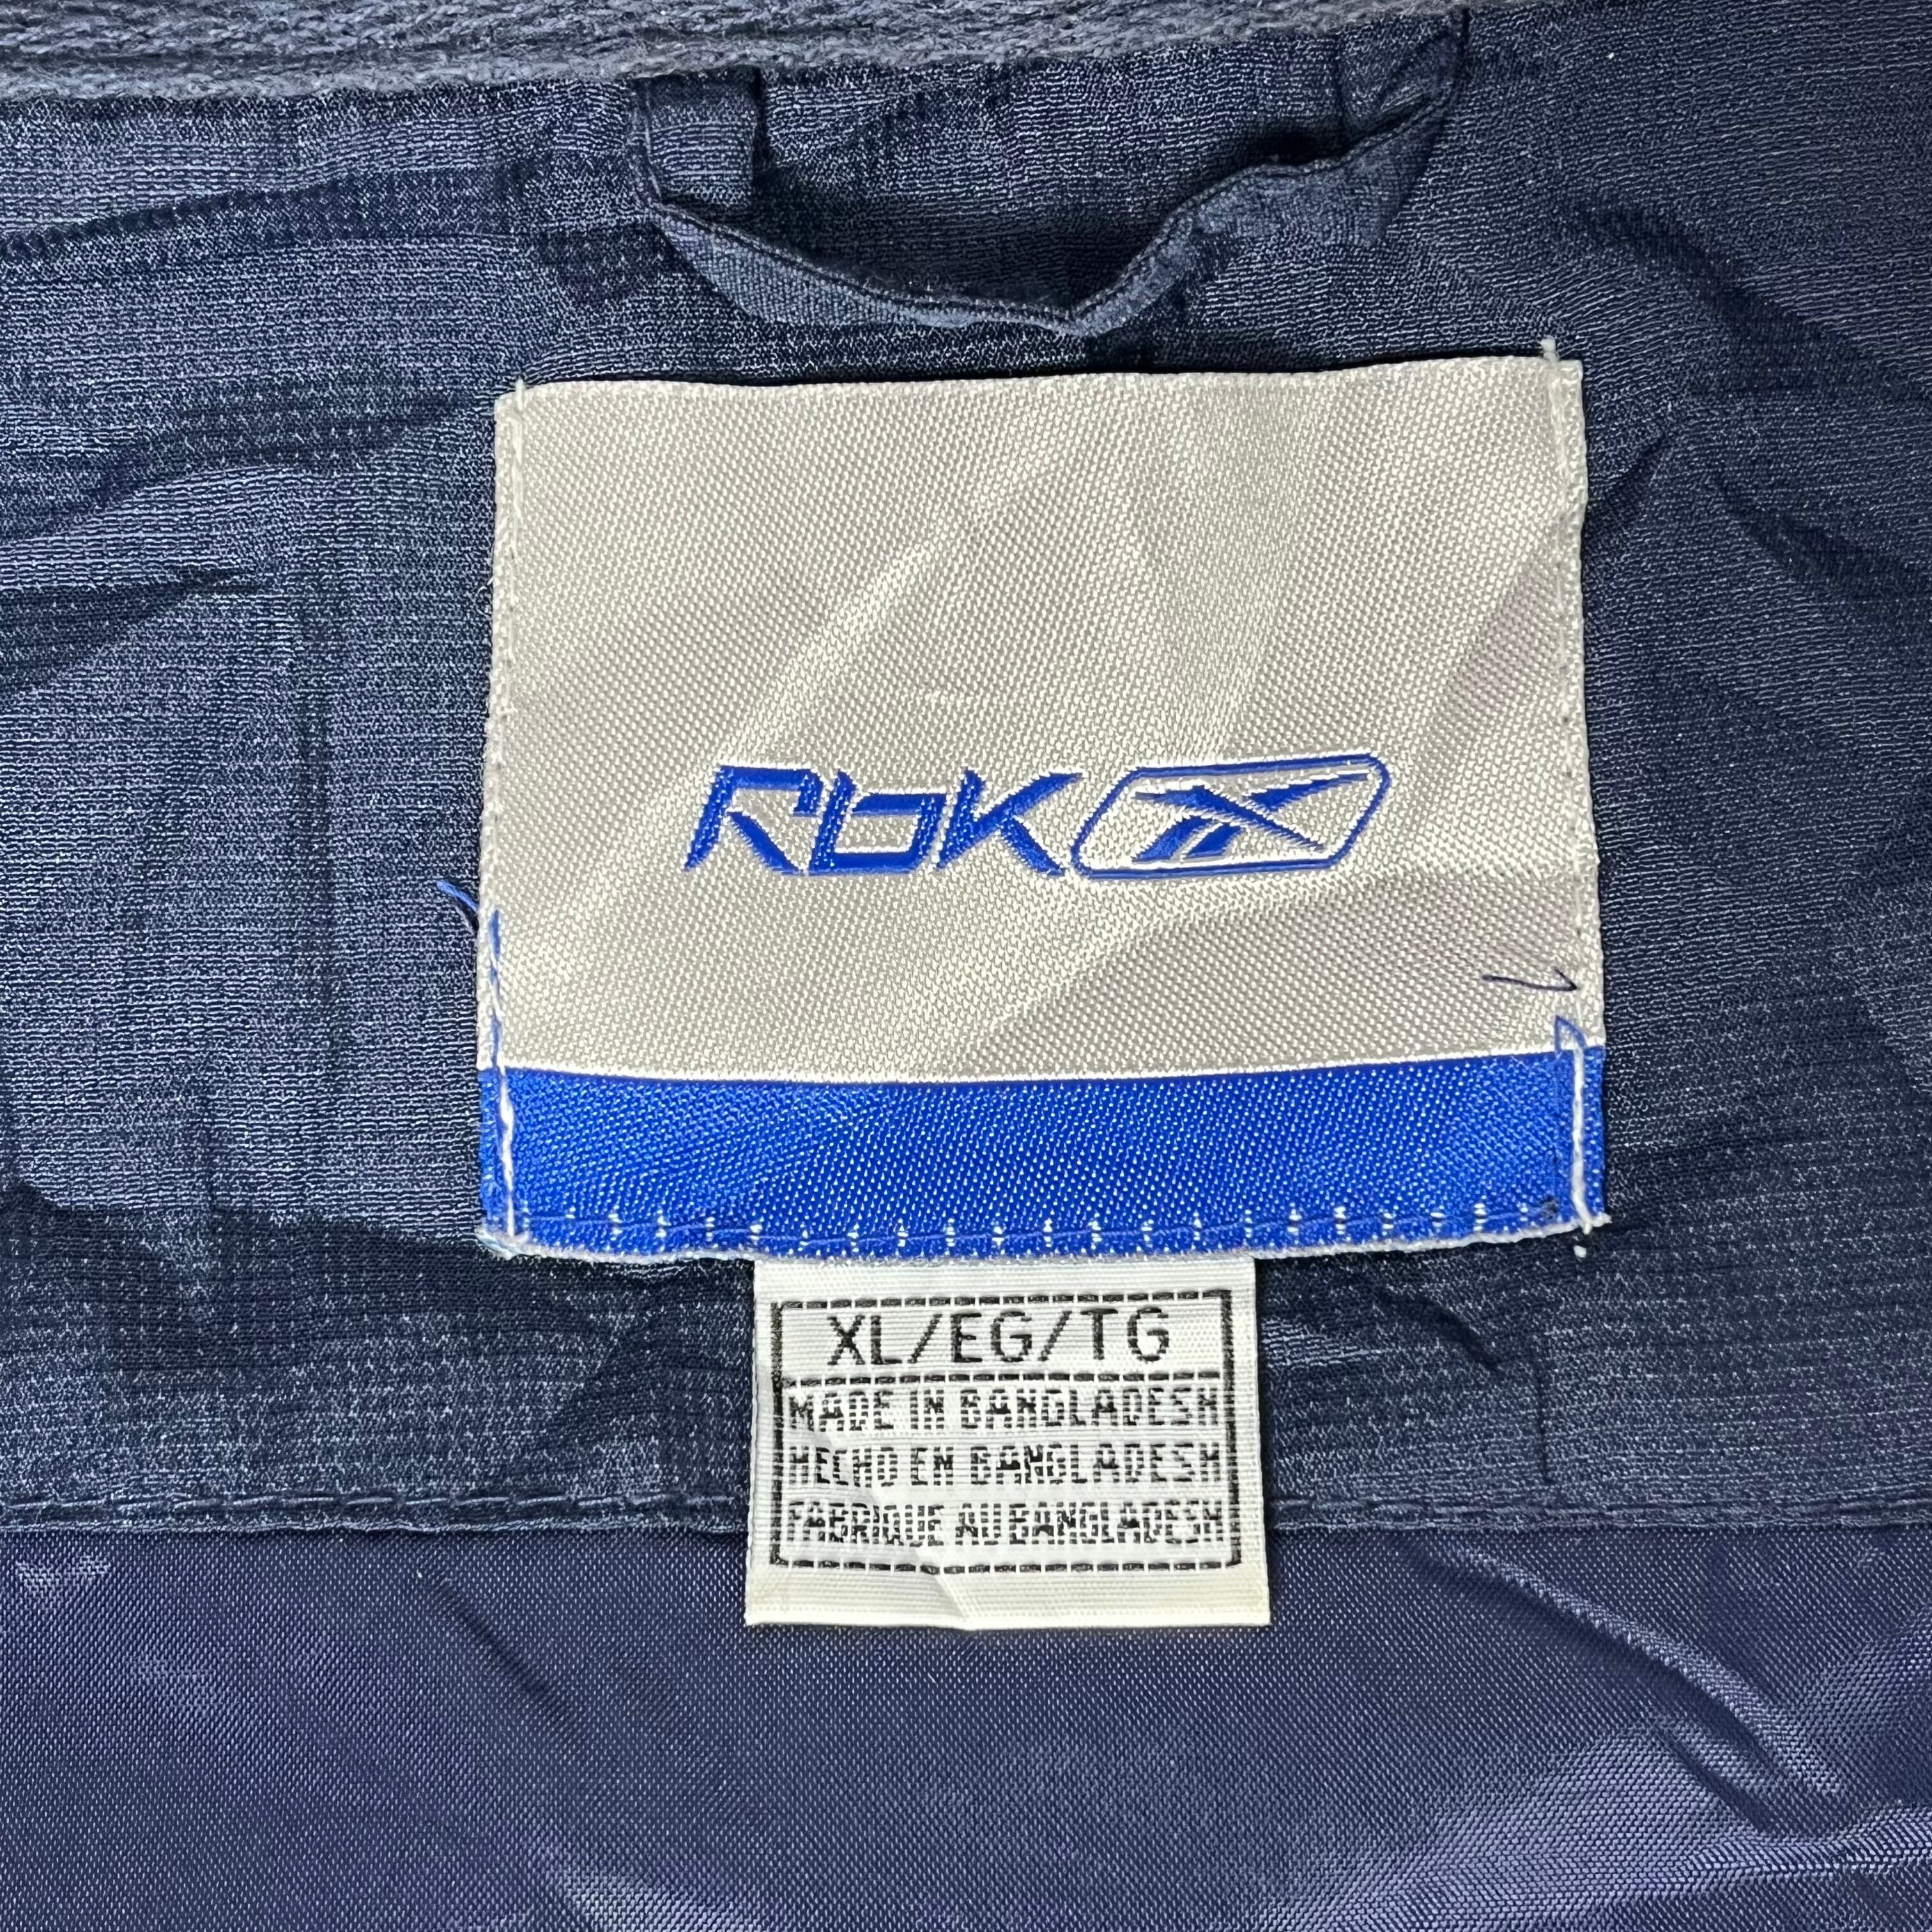 Rbk
XL/EG/TG
MADE IN BANGLADESH
HECHO EN BANGLADESH
FABRIQUE AU BANGLADESH